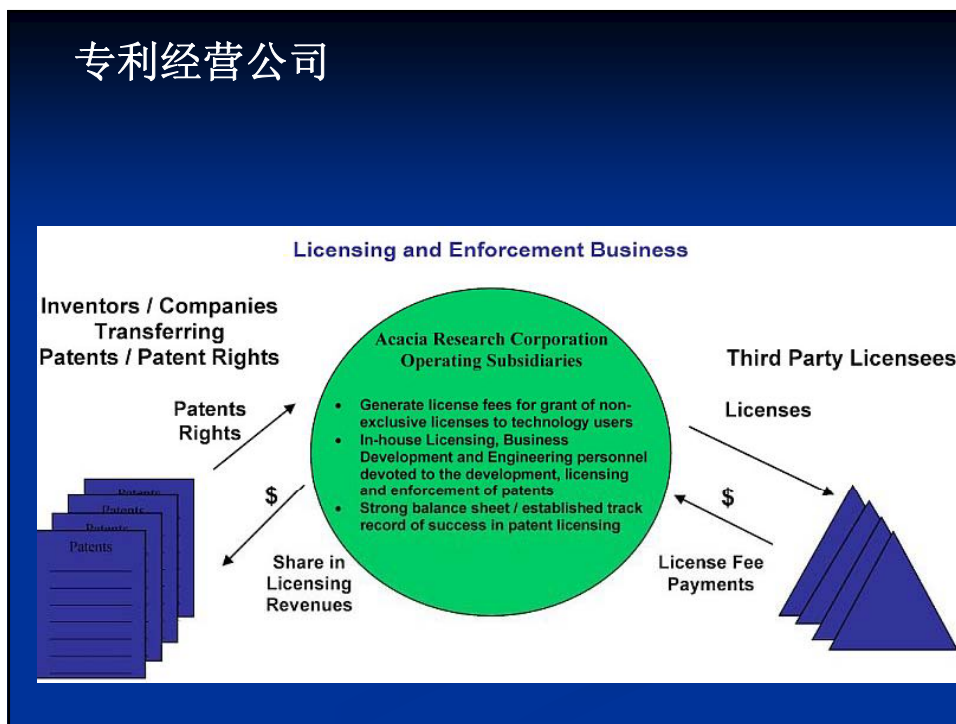 专利经营公司
Licensing and Enforcement Business
Inventors / Companies
Transferring
Patents / Patent Rights
Acacia Research Corporation
Operating Subsidiaries
• Generate license fees for grant of non-
exclusive licenses to technology users
• In-house Licensing, Business
Development and Engineering personnel
devoted to the development, licensing
and enforcement of patents
• Strong balance sheet / established track
record of success in patent licensing
Third Party Licensees
Patents
Rights
Licenses
$
Share in
Licensing
Revenues
$
License Fee
Payments
Patents
Patents
Patents
Patents